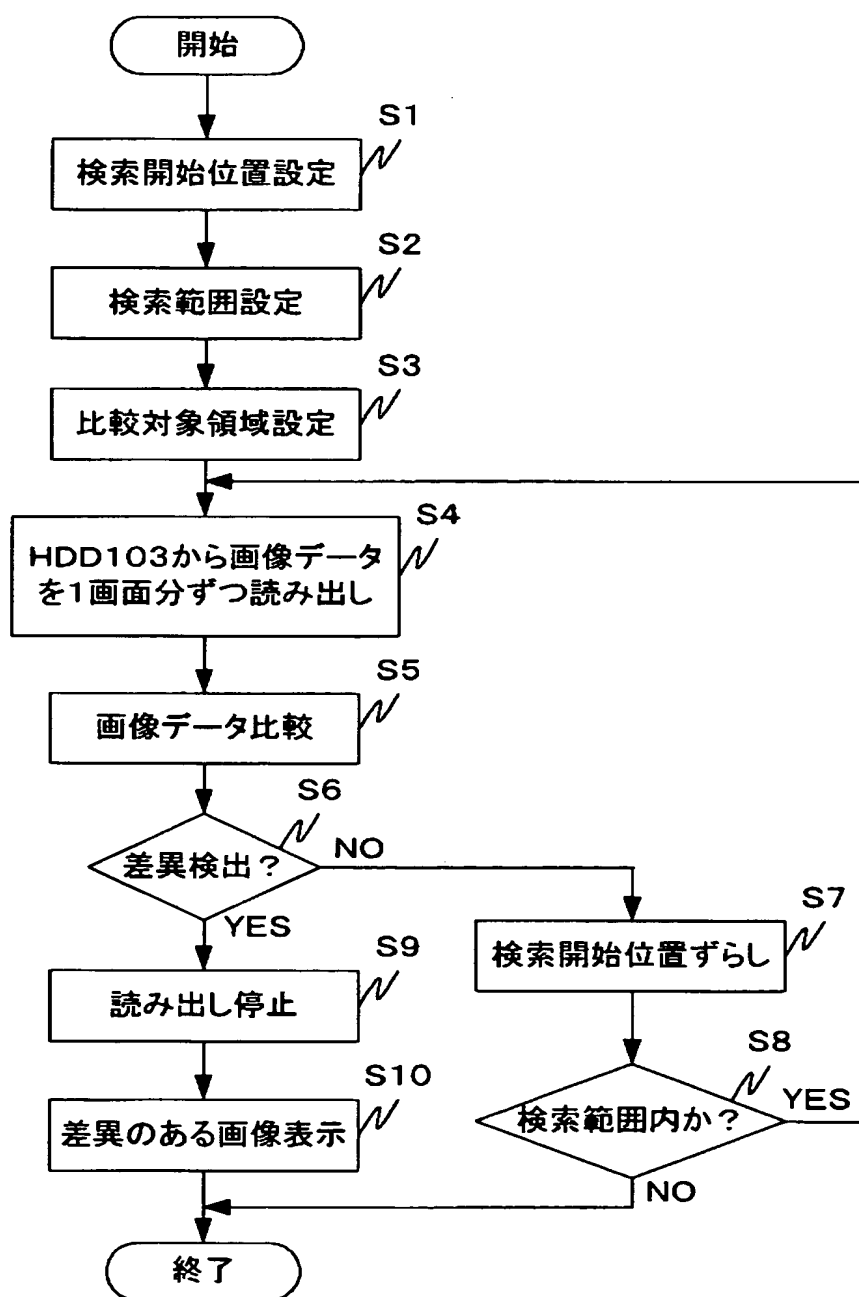 開始
S1
検索開始位置設定
S2
検索範囲設定
S3
比較対象領域設定
S4
HDD103から画像データ
を1画面分ずつ読み出し
S5
画像データ比較
S6
差異検出?
NO
YES
S7
検索開始位置ずらし
S8
検索範囲内か?
YES
NO
S9
読み出し停止
S10
差異のある画像表示
終了